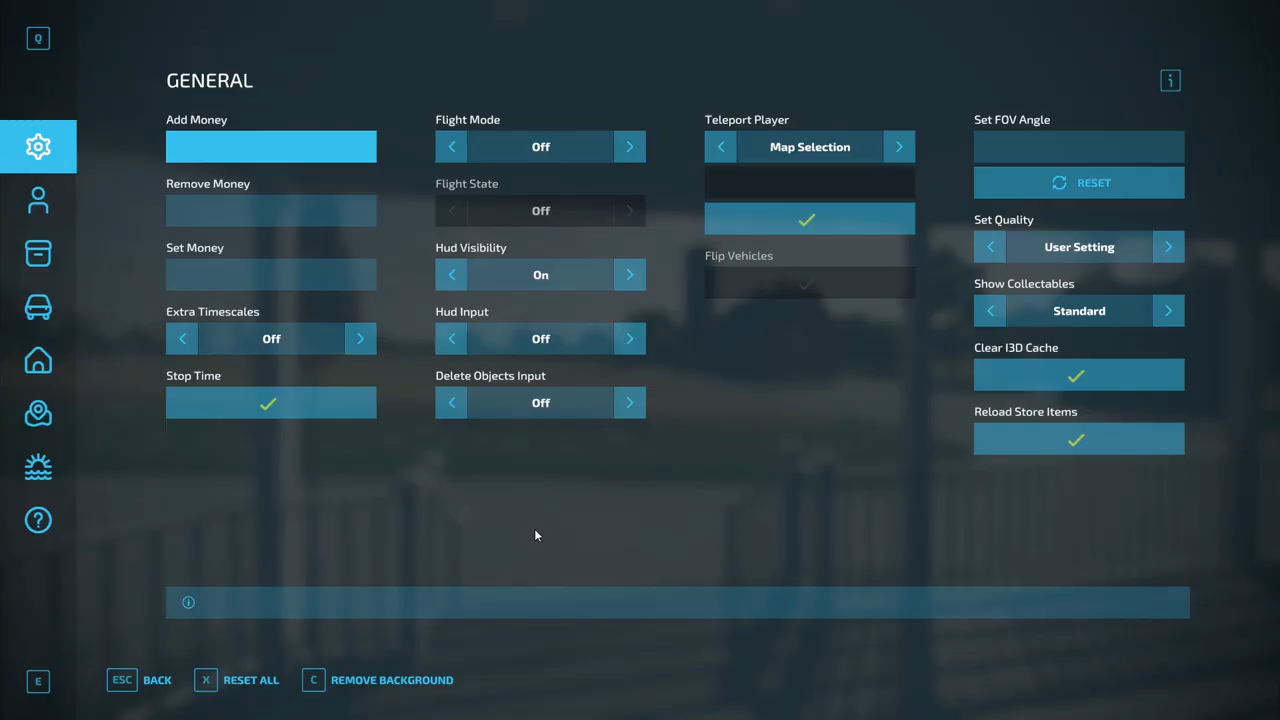 Q
GENERAL
i
Add Money
Remove Money
Set Money
Extra Timescales
Off
Stop Time
Flight Mode
Off
Flight State
Off
Hud Visibility
On
Hud Input
Off
Delete Objects Input
Off
Teleport Player
Map Selection
Flip Vehicles
Set FOV Angle
RESET
Set Quality
User Setting
Show Collectables
Standard
Clear I3D Cache
Reload Store Items
E
ESC BACK X RESET ALL C REMOVE BACKGROUND